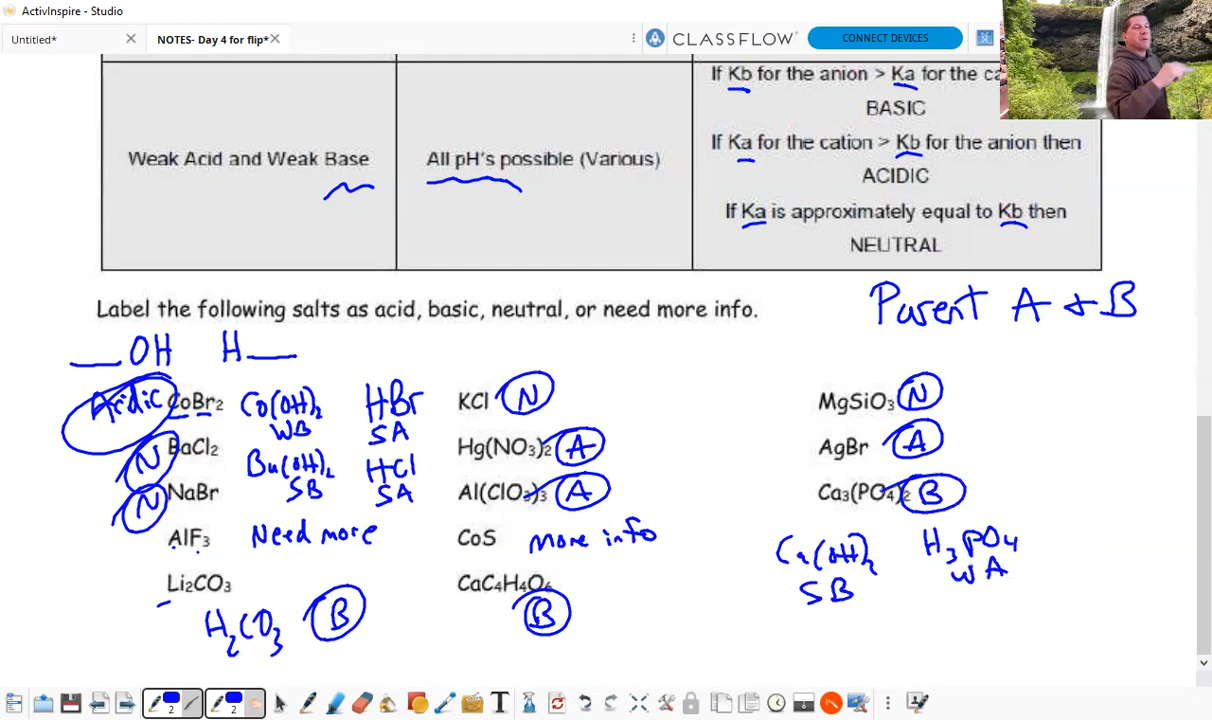 ActivInspire - Studio
Untitled* NOTES- Day 4 for flip*
CLASSFLOW CONNECT DEVICES
If Kb for the anion > Ka for the ca
BASIC
Weak Acid and Weak Base
All pH's possible (Various)
If Ka for the cation > Kb for the anion then
ACIDIC
If Ka is approximately equal to Kb then
NEUTRAL
Label the following salts as acid, basic, neutral, or need more info.
Parent A + B
__OH H__
Acidic CoBr2 Co(OH)2 HBr
WB SA
N BaCl2 Ba(OH)2 HCl
SB SA
N NaBr
AlF3 Need more
Li2CO3
H2CO3 B
KCl N
Hg(NO3)2 A
Al(ClO3)3 A
CoS more info
CaC4H4O6
B
MgSiO3 N
AgBr A
Ca3(PO4)2 B
Ca(OH)2 H3PO4
SB WA
2 2 T